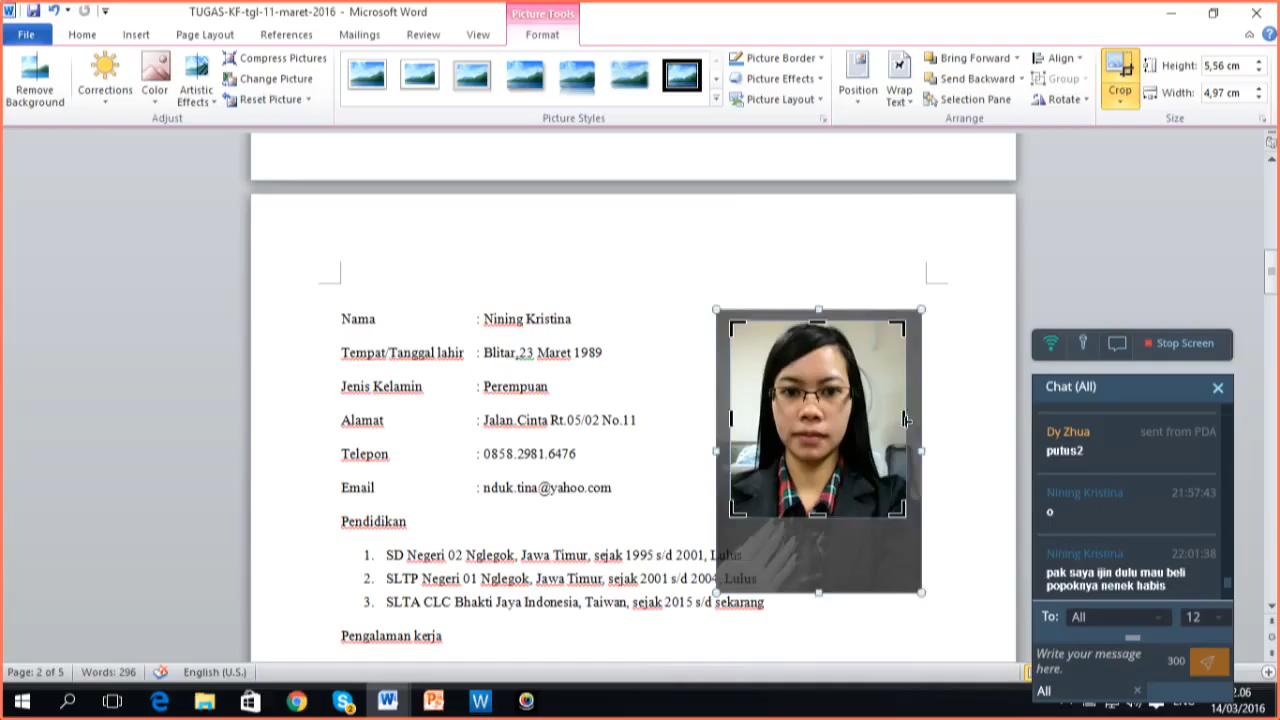 TUGAS-KF-tgl-11-maret-2016 - Microsoft Word
Picture Tools
File Home Insert Page Layout References Mailings Review View Format
Remove Background
Corrections
Color
Artistic Effects
Compress Pictures
Change Picture
Reset Picture
Adjust
Picture Styles
Picture Border
Picture Effects
Picture Layout
Position
Wrap Text
Bring Forward
Send Backward
Selection Pane
Align
Group
Rotate
Arrange
Crop
Height: 5,56 cm
Width: 4,97 cm
Size
Nama : Nining Kristina
Tempat/Tanggal lahir : Blitar,23 Maret 1989
Jenis Kelamin : Perempuan
Alamat : Jalan Cinta Rt.05/02 No.11
Telepon : 0858.2981.6476
Email : nduk.tina@yahoo.com
Pendidikan
1. SD Negeri 02 Nglegok, Jawa Timur, sejak 1995 s/d 2001, Lulus
2. SLTP Negeri 01 Nglegok, Jawa Timur, sejak 2001 s/d 2004, Lulus
3. SLTA CLC Bhakti Jaya Indonesia, Taiwan, sejak 2015 s/d sekarang
Pengalaman kerja
Stop Screen
Chat (All)
Dy Zhua sent from PDA
putus2
Nining Kristina 21:57:43
o
Nining Kristina 22:01:38
pak saya ijin dulu mau beli
popoknya nenek habis
To: All 12
Write your message
here. 300
All
Page: 2 of 5 Words: 296 English (U.S.)
14/03/2016